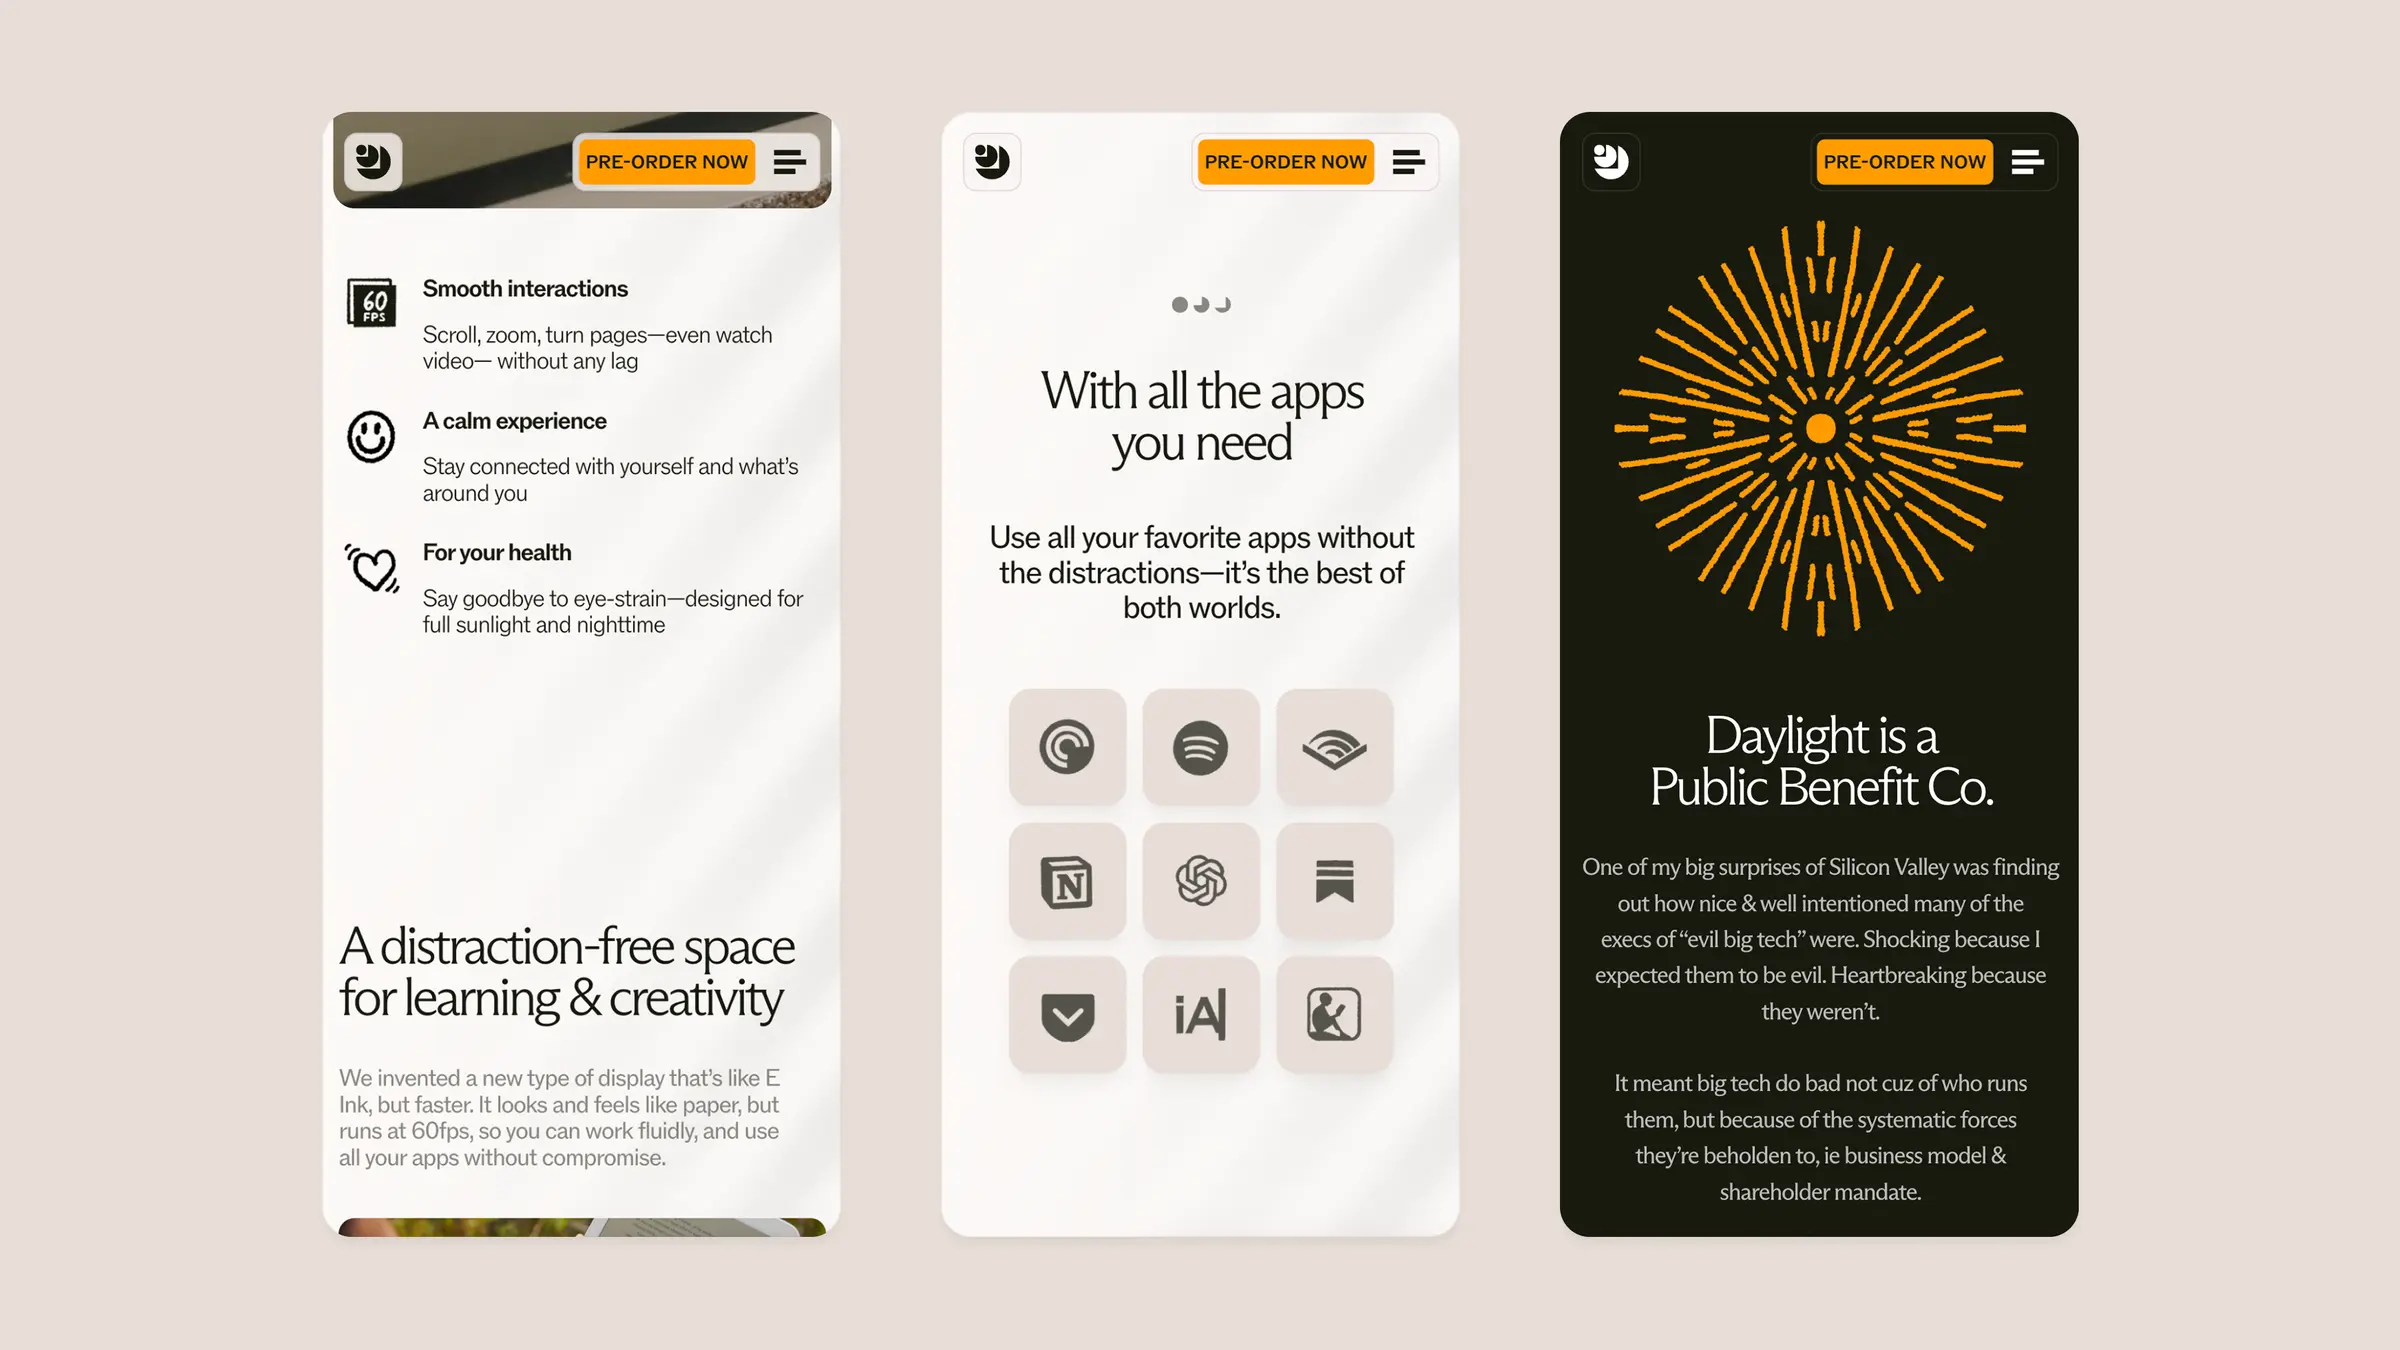 PRE-ORDER NOW
60
FPS
Smooth interactions
Scroll, zoom, turn pages—even watch
video— without any lag
A calm experience
Stay connected with yourself and what's
around you
For your health
Say goodbye to eye-strain—designed for
full sunlight and nighttime
A distraction-free space
for learning & creativity
We invented a new type of display that's like E
Ink, but faster. It looks and feels like paper, but
runs at 60fps, so you can work fluidly, and use
all your apps without compromise.
PRE-ORDER NOW
With all the apps
you need
Use all your favorite apps without
the distractions—it's the best of
both worlds.
N
iA
PRE-ORDER NOW
Daylight is a
Public Benefit Co.
One of my big surprises of Silicon Valley was finding
out how nice & well intentioned many of the
execs of “evil big tech” were. Shocking because I
expected them to be evil. Heartbreaking because
they weren't.
It meant big tech do bad not cuz of who runs
them, but because of the systematic forces
they're beholden to, ie business model &
shareholder mandate.